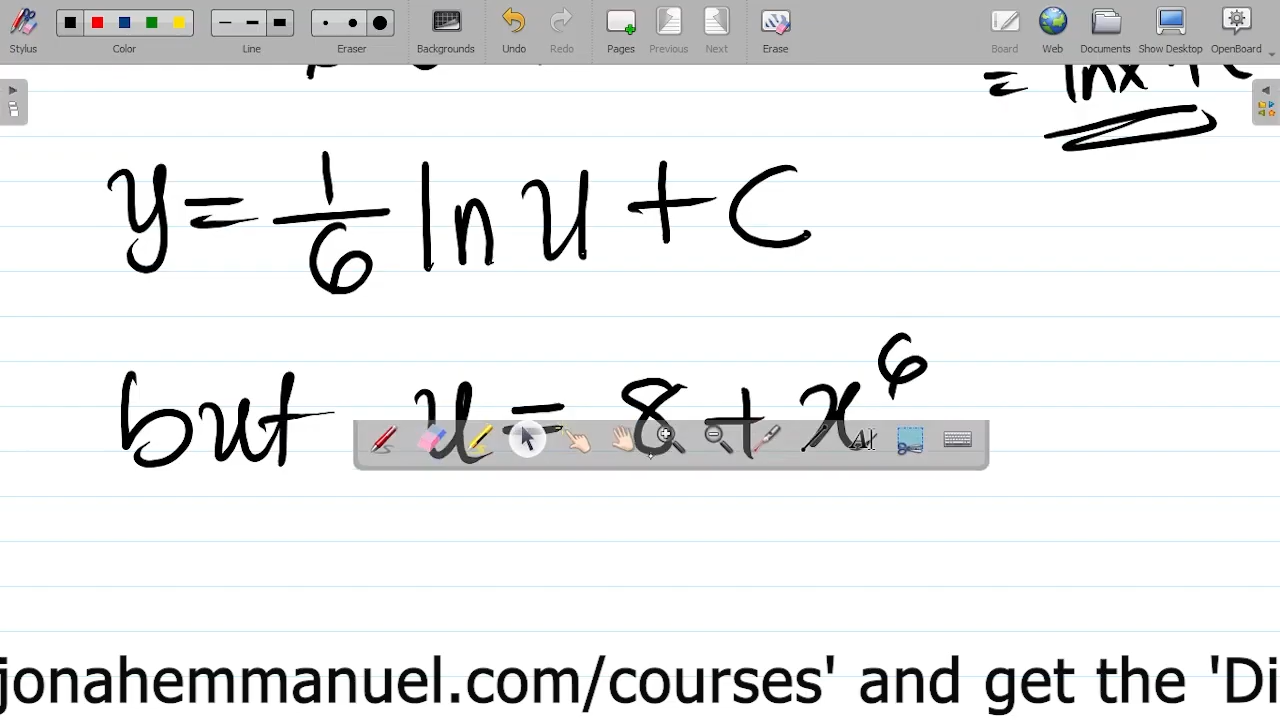 Stylus Color Line Eraser Backgrounds Undo Redo Pages Previous Next Erase Board Web Documents Show Desktop OpenBoard
= lnx
y = 1/6 ln u + C
but u = 8 + x^6
jonahemmanuel.com/courses' and get the 'Di